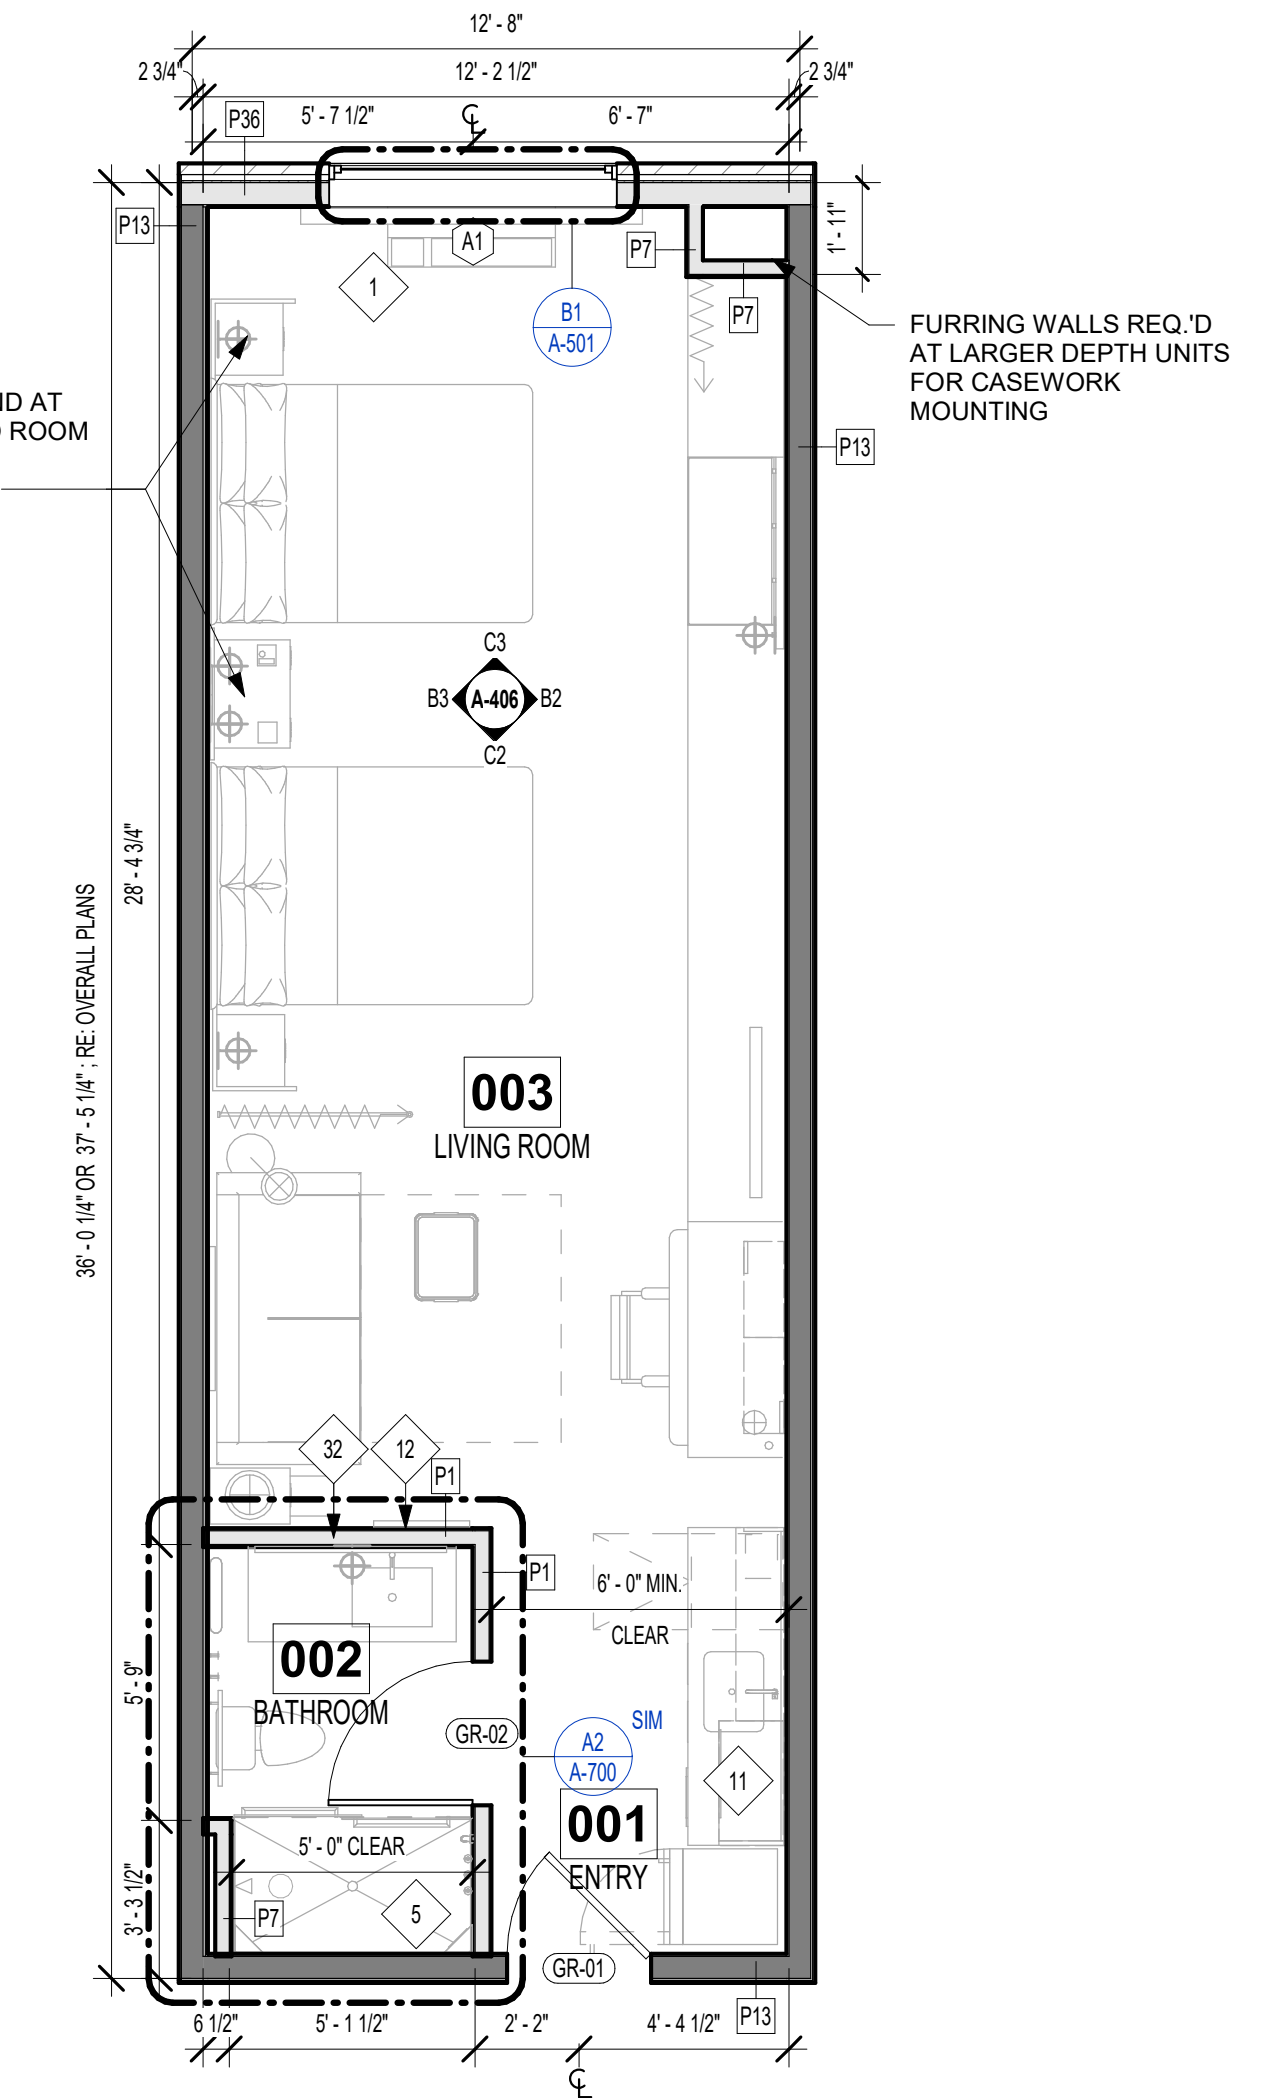 12' - 8"
2 3/4"
12' - 2 1/2"
2 3/4"
5' - 7 1/2"
6' - 7"
P36
P13
A1
P7
1' - 11"
1
P7
B1
A-501
FURRING WALLS REQ.'D
AT LARGER DEPTH UNITS
FOR CASEWORK
MOUNTING
ND AT
ROOM
P13
C3
B3
A-406
B2
C2
28' - 4 3/4"
36' - 0 1/4" OR 37' - 5 1/4" ; RE: OVERALL PLANS
003
LIVING ROOM
32
12
P1
P1
6' - 0" MIN.
CLEAR
002
BATHROOM
5' - 9"
GR-02
SIM
A2
A-700
11
001
ENTRY
5' - 0" CLEAR
3' - 3 1/2"
P7
5
GR-01
P13
6 1/2"
5' - 1 1/2"
2' - 2"
4' - 4 1/2"